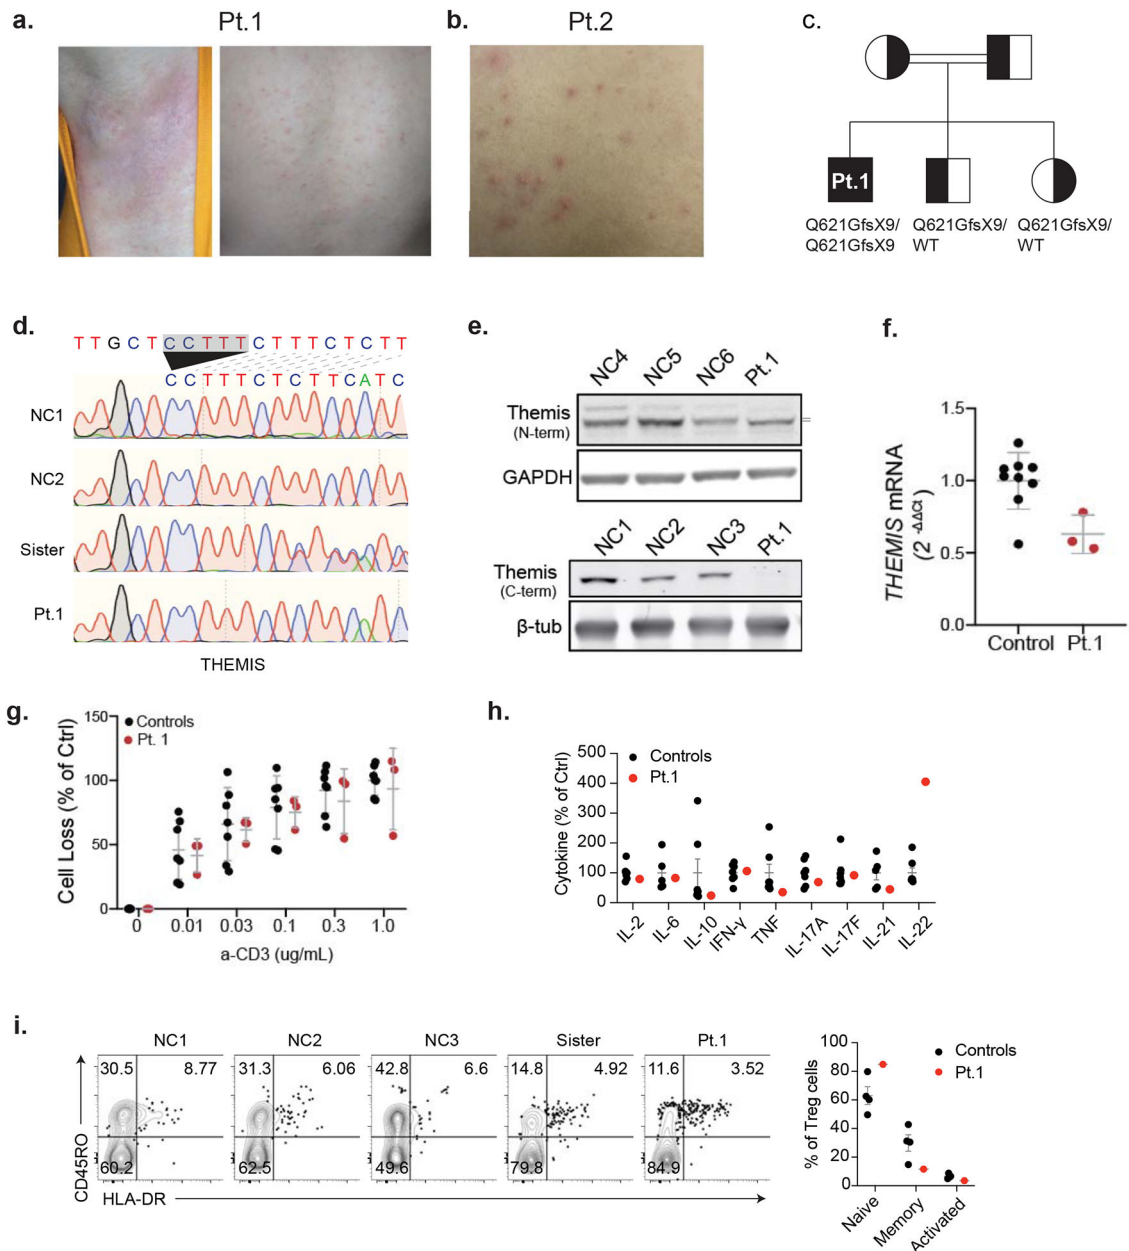 a.
Pt.1
b.
Pt.2
c.
Pt.1
Q621GfsX9/
Q621GfsX9
Q621GfsX9/
WT
Q621GfsX9/
WT
d.
T T G C T C C T T T C T T T C T C T T
C C T T T C T C T T C A T C
NC1
NC2
Sister
Pt.1
THEMIS
e.
NC4 NC5 NC6 Pt.1
Themis
(N-term)
GAPDH
NC1 NC2 NC3 Pt.1
Themis
(C-term)
β-tub
f.
THEMIS mRNA
(2 -ΔΔCt)
1.5
1.0
0.5
0.0
Control Pt.1
g.
Cell Loss (% of Ctrl)
150
100
50
0
Controls
Pt. 1
0 0.01 0.03 0.1 0.3 1.0
a-CD3 (ug/mL)
h.
Cytokine (% of Ctrl)
500
400
300
200
100
0
Controls
Pt.1
IL-2 IL-6 IL-10 IFN-γ TNF IL-17A IL-17F IL-21 IL-22
i.
NC1 NC2 NC3 Sister Pt.1
30.5 8.77 31.3 6.06 42.8 6.6 14.8 4.92 11.6 3.52
60.2 62.5 49.6 79.8 84.9
CD45RO
HLA-DR
% of Treg cells
100
80
60
40
20
0
Controls
Pt.1
Naive Memory Activated